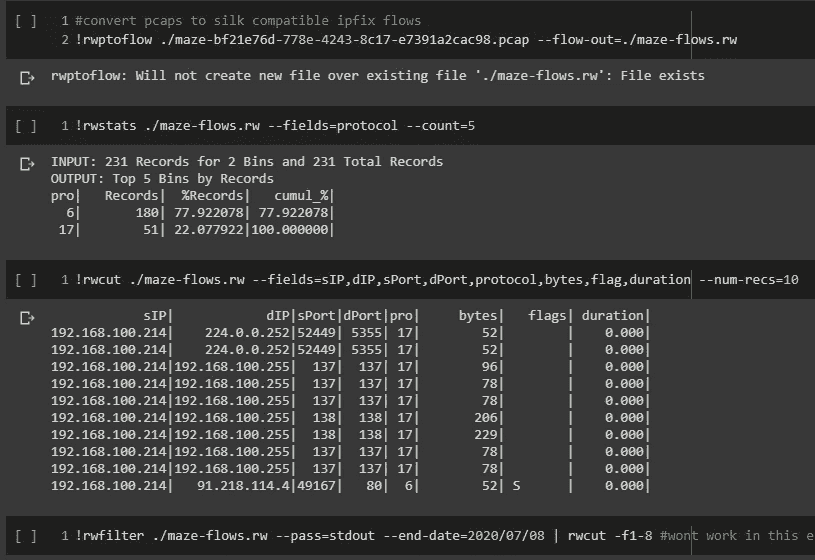 [ ] 1 #convert pcaps to silk compatible ipfix flows
2 !rwptoflow ./maze-bf21e76d-778e-4243-8c17-e7391a2cac98.pcap --flow-out=./maze-flows.rw
rwptoflow: Will not create new file over existing file './maze-flows.rw': File exists
[ ] 1 !rwstats ./maze-flows.rw --fields=protocol --count=5
INPUT: 231 Records for 2 Bins and 231 Total Records
OUTPUT: Top 5 Bins by Records
pro|   Records|  %Records|   cumul_%|
  6|       180| 77.922078| 77.922078|
 17|        51| 22.077922|100.000000|
[ ] 1 !rwcut ./maze-flows.rw --fields=sIP,dIP,sPort,dPort,protocol,bytes,flag,duration --num-recs=10
            sIP|            dIP|sPort|dPort|pro|     bytes|   flags| duration|
192.168.100.214|    224.0.0.252|52449| 5355| 17|        52|        |    0.000|
192.168.100.214|    224.0.0.252|52449| 5355| 17|        52|        |    0.000|
192.168.100.214|192.168.100.255|  137|  137| 17|        96|        |    0.000|
192.168.100.214|192.168.100.255|  137|  137| 17|        78|        |    0.000|
192.168.100.214|192.168.100.255|  137|  137| 17|        78|        |    0.000|
192.168.100.214|192.168.100.255|  138|  138| 17|       206|        |    0.000|
192.168.100.214|192.168.100.255|  138|  138| 17|       229|        |    0.000|
192.168.100.214|192.168.100.255|  137|  137| 17|        78|        |    0.000|
192.168.100.214|192.168.100.255|  137|  137| 17|        78|        |    0.000|
192.168.100.214|   91.218.114.4|49167|   80|  6|        52| S      |    0.000|
[ ] 1 !rwfilter ./maze-flows.rw --pass=stdout --end-date=2020/07/08 | rwcut -f1-8 #wont work in this e